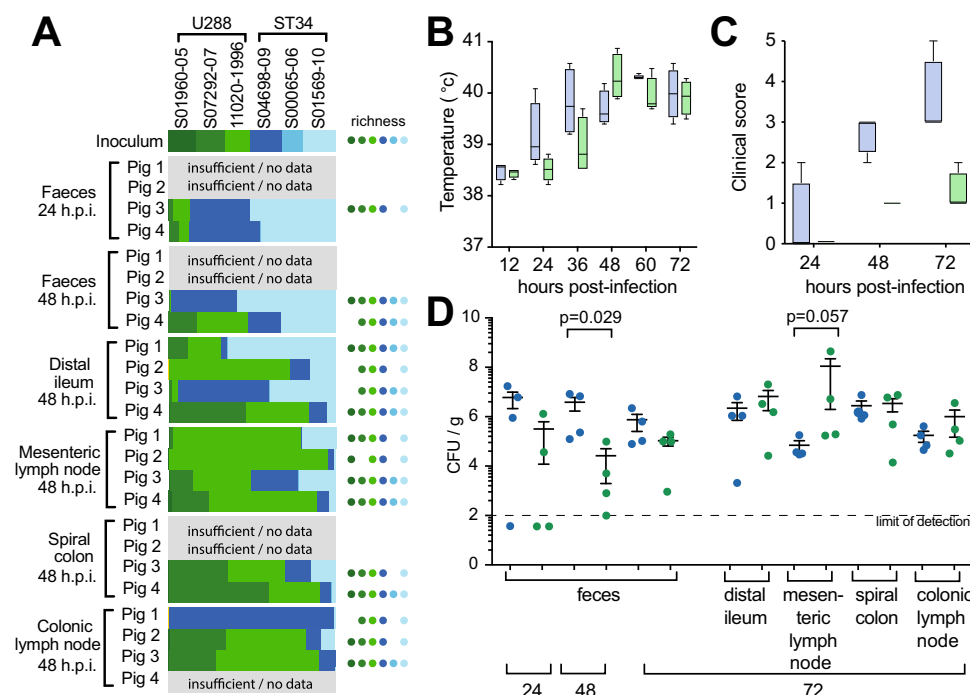 A
U288
ST34
S01960-05
S07292-07
11020-1996
S04698-09
S00065-06
S01569-10
richness
Inoculum
Faeces
24 h.p.i.
Pig 1
insufficient / no data
Pig 2
insufficient / no data
Pig 3
Pig 4
Faeces
48 h.p.i.
Pig 1
insufficient / no data
Pig 2
insufficient / no data
Pig 3
Pig 4
Distal
ileum
48 h.p.i.
Pig 1
Pig 2
Pig 3
Pig 4
Mesenteric
lymph node
48 h.p.i.
Pig 1
Pig 2
Pig 3
Pig 4
Spiral
colon
48 h.p.i.
Pig 1
insufficient / no data
Pig 2
insufficient / no data
Pig 3
Pig 4
Colonic
lymph node
48 h.p.i.
Pig 1
Pig 2
Pig 3
Pig 4
insufficient / no data
B
Temperature ( °c)
41
40
39
38
37
12 24 36 48 60 72
hours post-infection
C
Clinical score
5
4
3
2
1
0
24 48 72
hours post-infection
D
p=0.029
p=0.057
CFU / g
10
8
6
4
2
0
limit of detection
feces
distal
ileum
mesen-
teric
lymph
node
spiral
colon
colonic
lymph
node
24 48 72